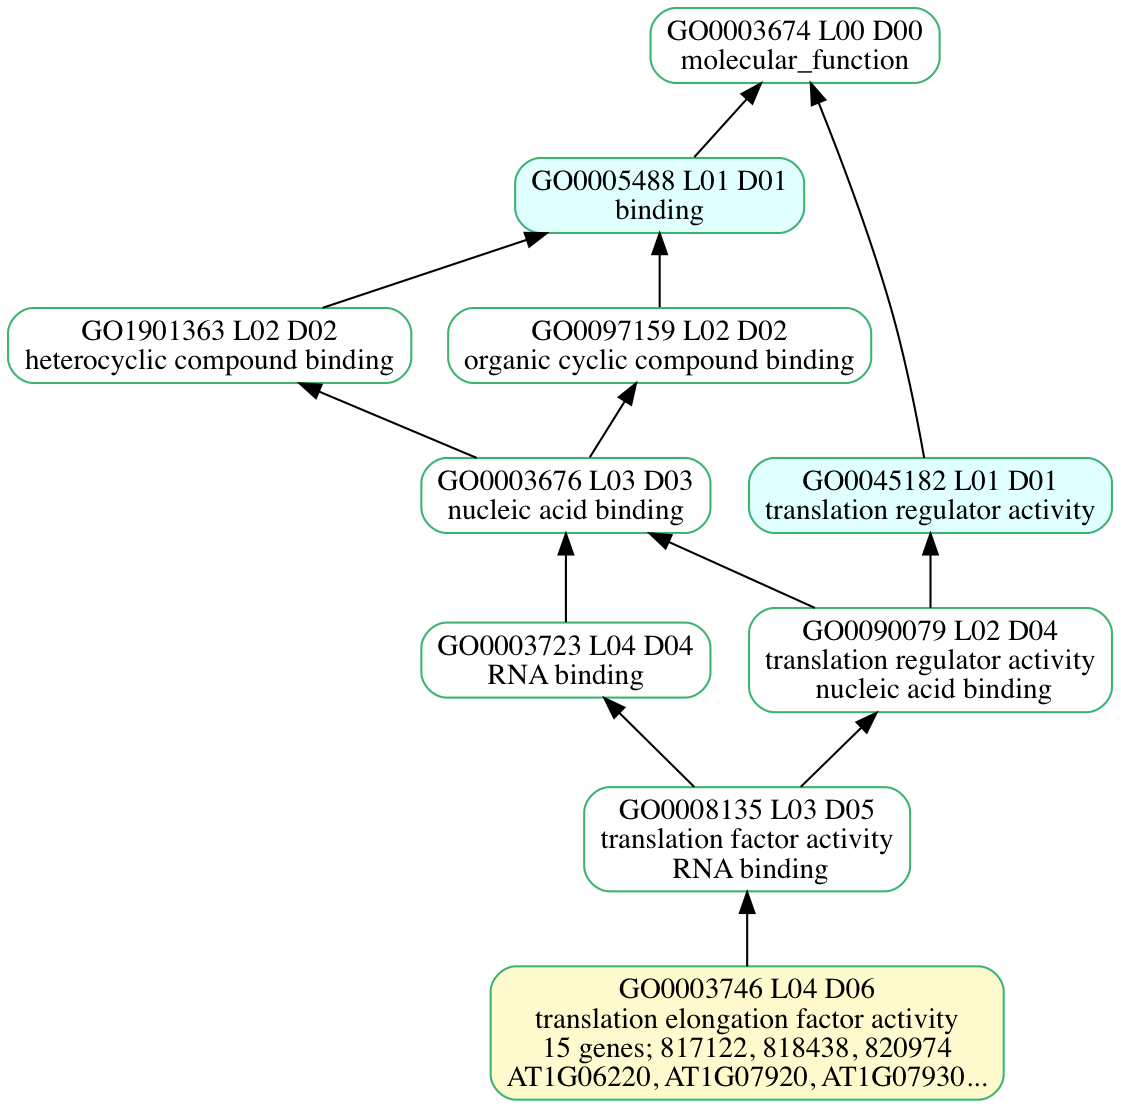 GO0003674 L00 D00
molecular_function
GO0005488 L01 D01
binding
GO1901363 L02 D02
heterocyclic compound binding
GO0097159 L02 D02
organic cyclic compound binding
GO0003676 L03 D03
nucleic acid binding
GO0045182 L01 D01
translation regulator activity
GO0003723 L04 D04
RNA binding
GO0090079 L02 D04
translation regulator activity
nucleic acid binding
GO0008135 L03 D05
translation factor activity
RNA binding
GO0003746 L04 D06
translation elongation factor activity
15 genes; 817122, 818438, 820974
AT1G06220, AT1G07920, AT1G07930...